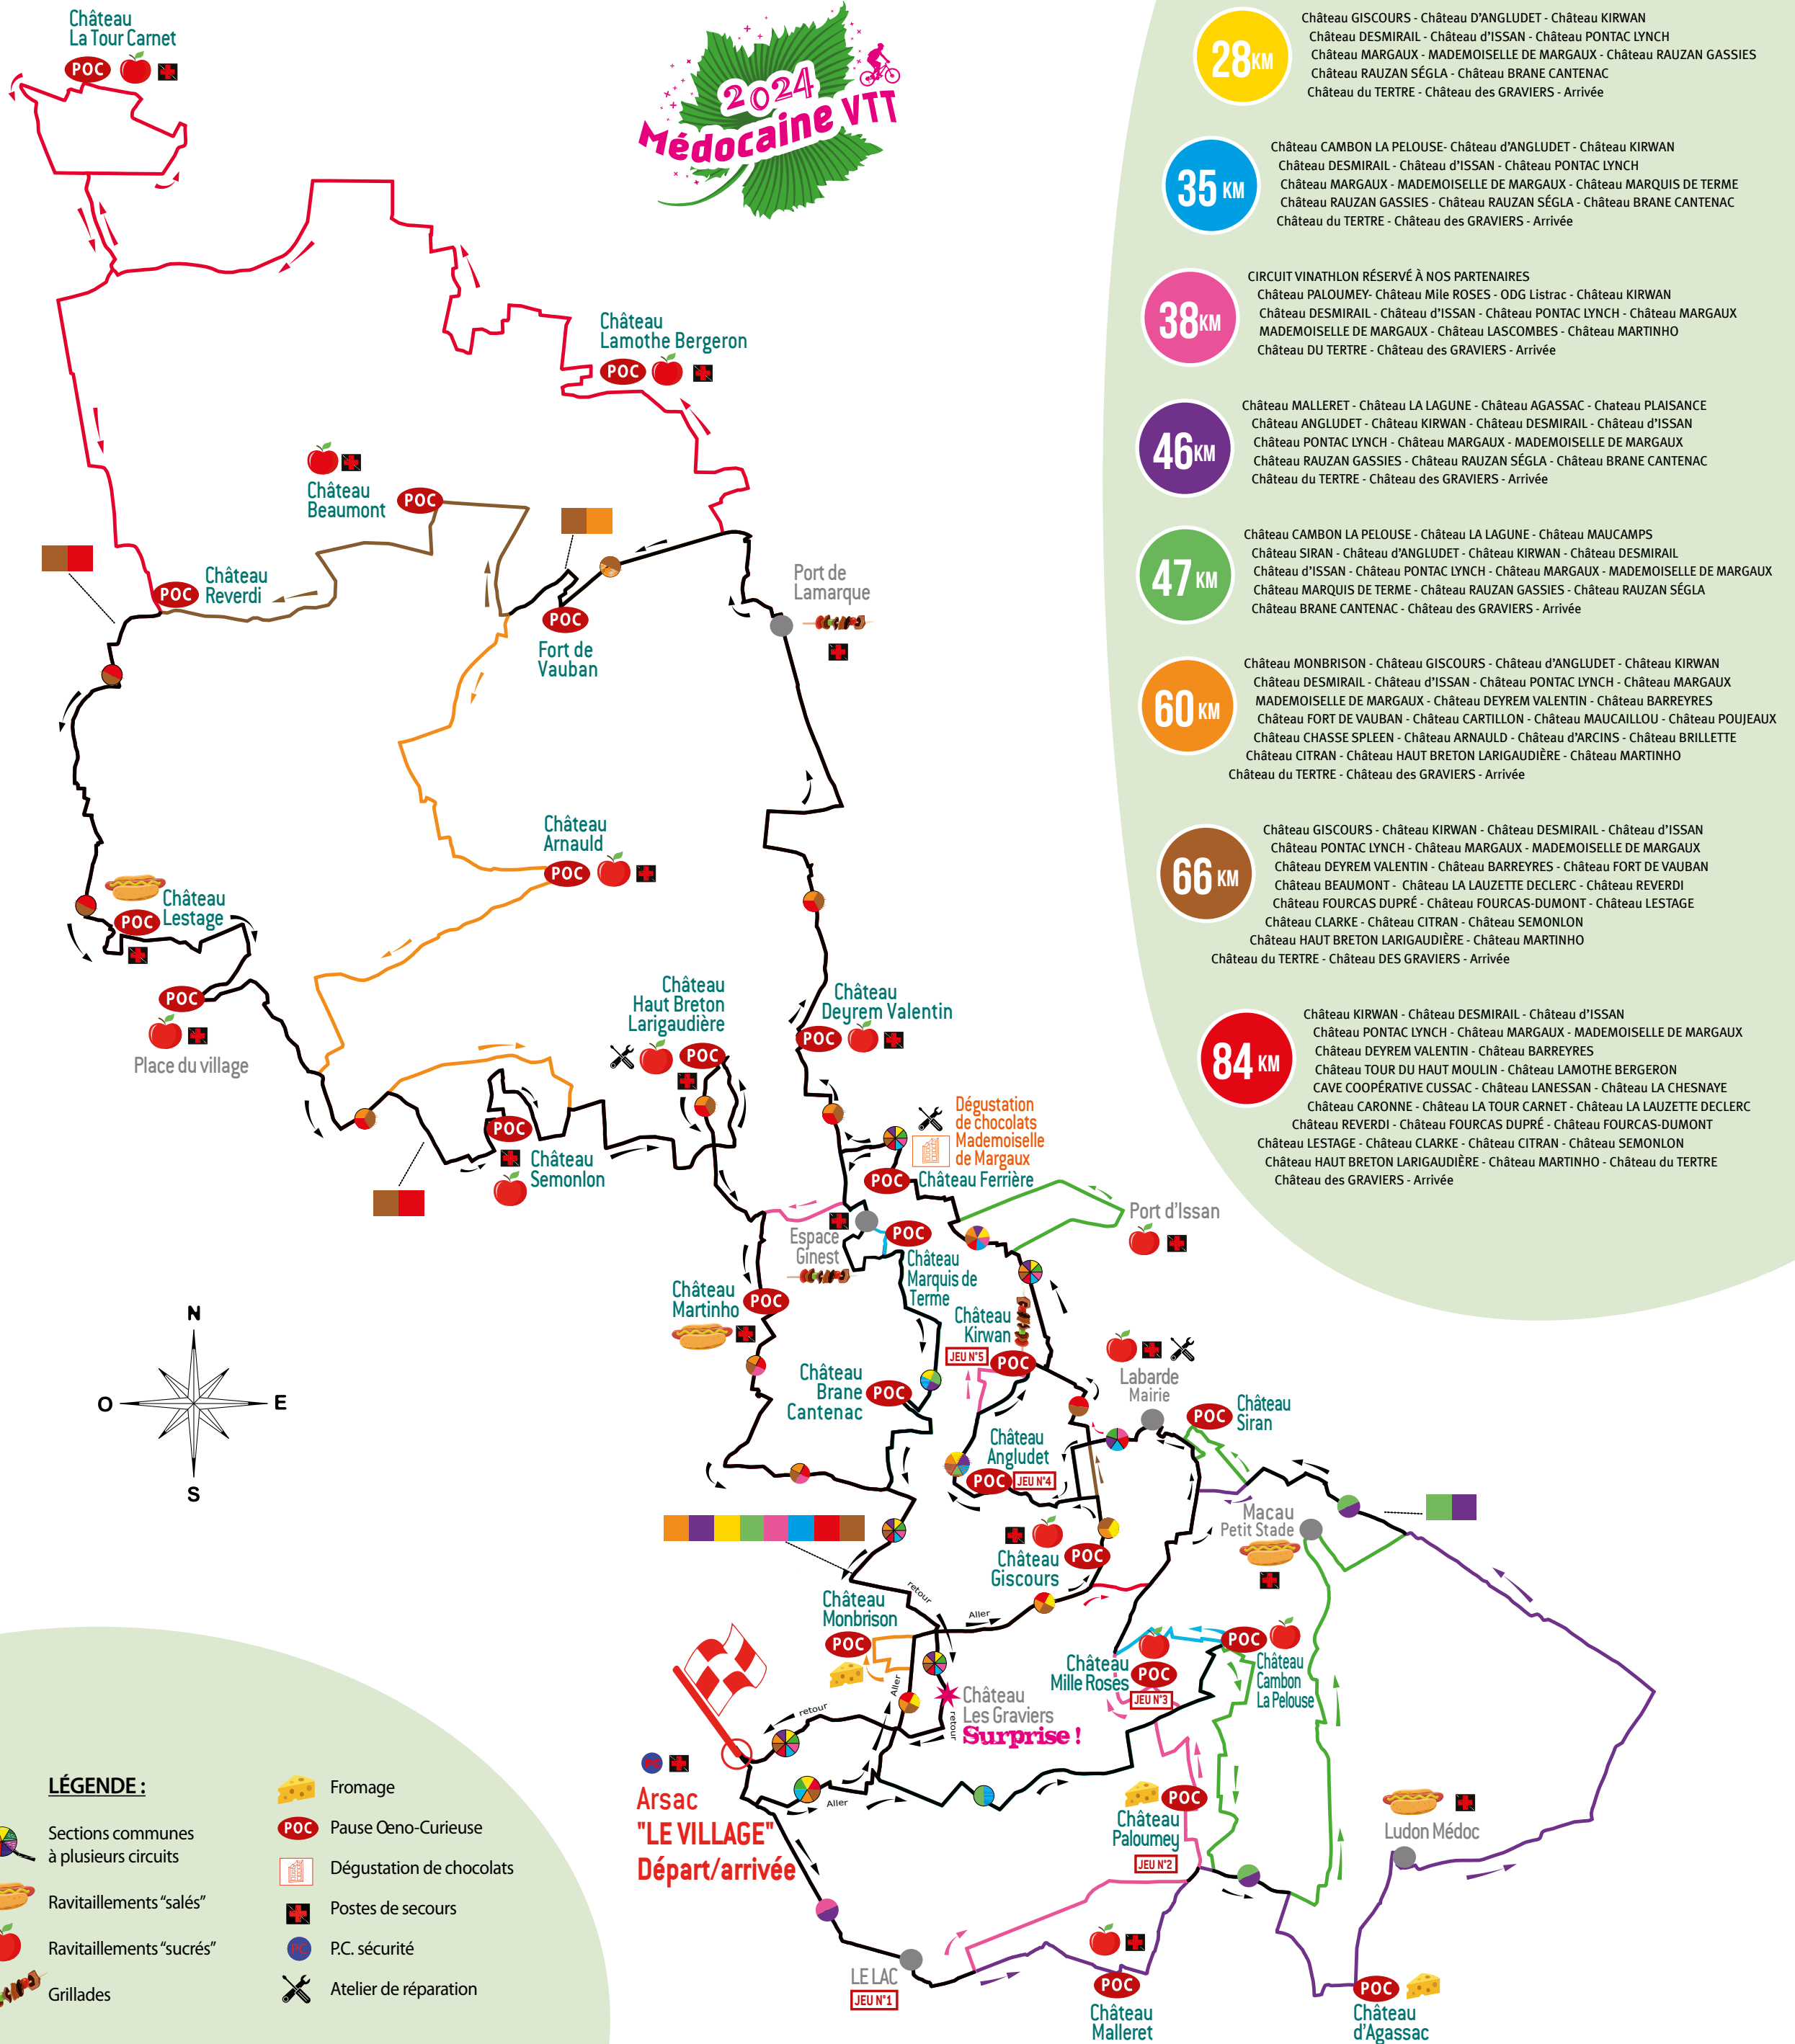 Château
La Tour Carnet
POC
2024
Médocaine VTT
28KM
Château GISCOURS - Château D'ANGLUDET - Château KIRWAN
Château DESMIRAIL - Château d'ISSAN - Château PONTAC LYNCH
Château MARGAUX - MADEMOISELLE DE MARGAUX - Château RAUZAN GASSIES
Château RAUZAN SÉGLA - Château BRANE CANTENAC
Château du TERTRE - Château des GRAVIERS - Arrivée
35 KM
Château CAMBON LA PELOUSE- Château d'ANGLUDET - Château KIRWAN
Château DESMIRAIL - Château d'ISSAN - Château PONTAC LYNCH
Château MARGAUX - MADEMOISELLE DE MARGAUX - Château MARQUIS DE TERME
Château RAUZAN GASSIES - Château RAUZAN SÉGLA - Château BRANE CANTENAC
Château du TERTRE - Château des GRAVIERS - Arrivée
38KM
CIRCUIT VINATHLON RÉSERVÉ À NOS PARTENAIRES
Château PALOUMEY- Château Mile ROSES - ODG Listrac - Château KIRWAN
Château DESMIRAIL - Château d'ISSAN - Château PONTAC LYNCH - Château MARGAUX
MADEMOISELLE DE MARGAUX - Château LASCOMBES - Château MARTINHO
Château DU TERTRE - Château des GRAVIERS - Arrivée
46KM
Château MALLERET - Château LA LAGUNE - Château AGASSAC - Chateau PLAISANCE
Château ANGLUDET - Château KIRWAN - Château DESMIRAIL - Château d'ISSAN
Château PONTAC LYNCH - Château MARGAUX - MADEMOISELLE DE MARGAUX
Château RAUZAN GASSIES - Château RAUZAN SÉGLA - Château BRANE CANTENAC
Château du TERTRE - Château des GRAVIERS - Arrivée
47 KM
Château CAMBON LA PELOUSE - Château LA LAGUNE - Château MAUCAMPS
Château SIRAN - Château d'ANGLUDET - Château KIRWAN - Château DESMIRAIL
Château d'ISSAN - Château PONTAC LYNCH - Château MARGAUX - MADEMOISELLE DE MARGAUX
Château MARQUIS DE TERME - Château RAUZAN GASSIES - Château RAUZAN SÉGLA
Château BRANE CANTENAC - Château des GRAVIERS - Arrivée
60 KM
Château MONBRISON - Château GISCOURS - Château d'ANGLUDET - Château KIRWAN
Château DESMIRAIL - Château d'ISSAN - Château PONTAC LYNCH - Château MARGAUX
MADEMOISELLE DE MARGAUX - Château DEYREM VALENTIN - Château BARREYRES
Château FORT DE VAUBAN - Château CARTILLON - Château MAUCAILLOU - Château POUJEAUX
Château CHASSE SPLEEN - Château ARNAULD - Château d'ARCINS - Château BRILLETTE
Château CITRAN - Château HAUT BRETON LARIGAUDIÈRE - Château MARTINHO
Château du TERTRE - Château des GRAVIERS - Arrivée
66 KM
Château GISCOURS - Château KIRWAN - Château DESMIRAIL - Château d'ISSAN
Château PONTAC LYNCH - Château MARGAUX - MADEMOISELLE DE MARGAUX
Château DEYREM VALENTIN - Château BARREYRES - Château FORT DE VAUBAN
Château BEAUMONT - Château LA LAUZETTE DECLERC - Château REVERDI
Château FOURCAS DUPRÉ - Château FOURCAS-DUMONT - Château LESTAGE
Château CLARKE - Château CITRAN - Château SEMONLON
Château HAUT BRETON LARIGAUDIÈRE - Château MARTINHO
Château du TERTRE - Château DES GRAVIERS - Arrivée
84 KM
Château KIRWAN - Château DESMIRAIL - Château d'ISSAN
Château PONTAC LYNCH - Château MARGAUX - MADEMOISELLE DE MARGAUX
Château DEYREM VALENTIN - Château BARREYRES
Château TOUR DU HAUT MOULIN - Château LAMOTHE BERGERON
CAVE COOPÉRATIVE CUSSAC - Château LANESSAN - Château LA CHESNAYE
Château CARONNE - Château LA TOUR CARNET - Château LA LAUZETTE DECLERC
Château REVERDI - Château FOURCAS DUPRÉ - Château FOURCAS-DUMONT
Château LESTAGE - Château CLARKE - Château CITRAN - Château SEMONLON
Château HAUT BRETON LARIGAUDIÈRE - Château MARTINHO - Château du TERTRE
Château des GRAVIERS - Arrivée
Château
Lamothe Bergeron
POC
Château
Beaumont
POC
Château
Reverdi
POC
Port de
Lamarque
POC
Fort de
Vauban
Château
Arnauld
POC
Château
Lestage
POC
POC
Place du village
Château
Haut Breton
Larigaudière
POC
Château
Deyrem Valentin
POC
POC
Château
Semonlon
Dégustation
de chocolats
Mademoiselle
de Margaux
POC
Château Ferrière
Port d'Issan
Espace
Ginest
POC
Château
Marquis de
Terme
Château
Martinho
POC
Château
Kirwan
JEU N°5
POC
Château
Brane
Cantenac
POC
Labarde
Mairie
POC
Château
Siran
Château
Angludet
POC
JEU N°4
Macau
Petit Stade
Château
Giscours
POC
Château
Monbrison
POC
retour
Aller
Aller
retour
retour
Aller
Château
Les Graviers
Surprise !
Château
Mille Roses
POC
JEU N°3
POC
Château
Cambon
La Pelouse
PC
Arsac
"LE VILLAGE"
Départ/arrivée
POC
Château
Paloumey
JEU N°2
Ludon Médoc
LE LAC
JEU N°1
POC
Château
Malleret
POC
Château
d'Agassac
N
O
E
S
LÉGENDE :
Sections communes
à plusieurs circuits
Ravitaillements "salés"
Ravitaillements "sucrés"
Grillades
Fromage
POC
Pause Œno-Curieuse
Dégustation de chocolats
Postes de secours
PC
P.C. sécurité
Atelier de réparation